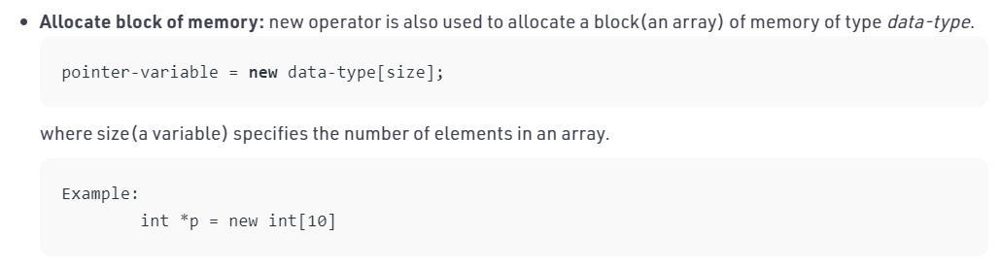 • Allocate block of memory: new operator is also used to allocate a block(an array) of memory of type data-type.
pointer-variable = new data-type[size];
where size(a variable) specifies the number of elements in an array.
Example:
int *p = new int[10]